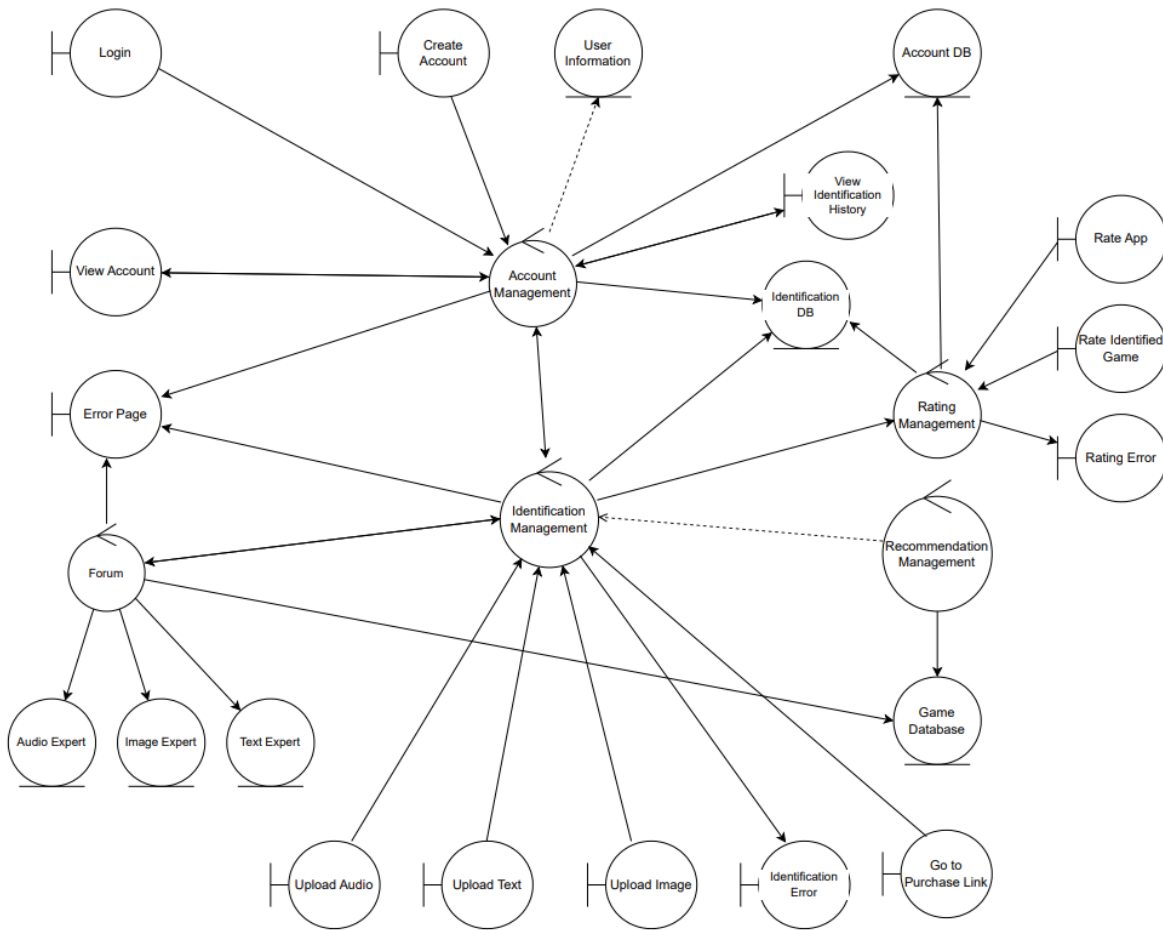 Login
Create
Account
User
Information
Account DB
View
Identification
History
Rate App
View Account
Account
Management
Identification
DB
Rate Identified
Game
Error Page
Rating
Management
Rating Error
Identification
Management
Recommendation
Management
Forum
Game
Database
Audio Expert
Image Expert
Text Expert
Upload Audio
Upload Text
Upload Image
Identification
Error
Go to
Purchase Link